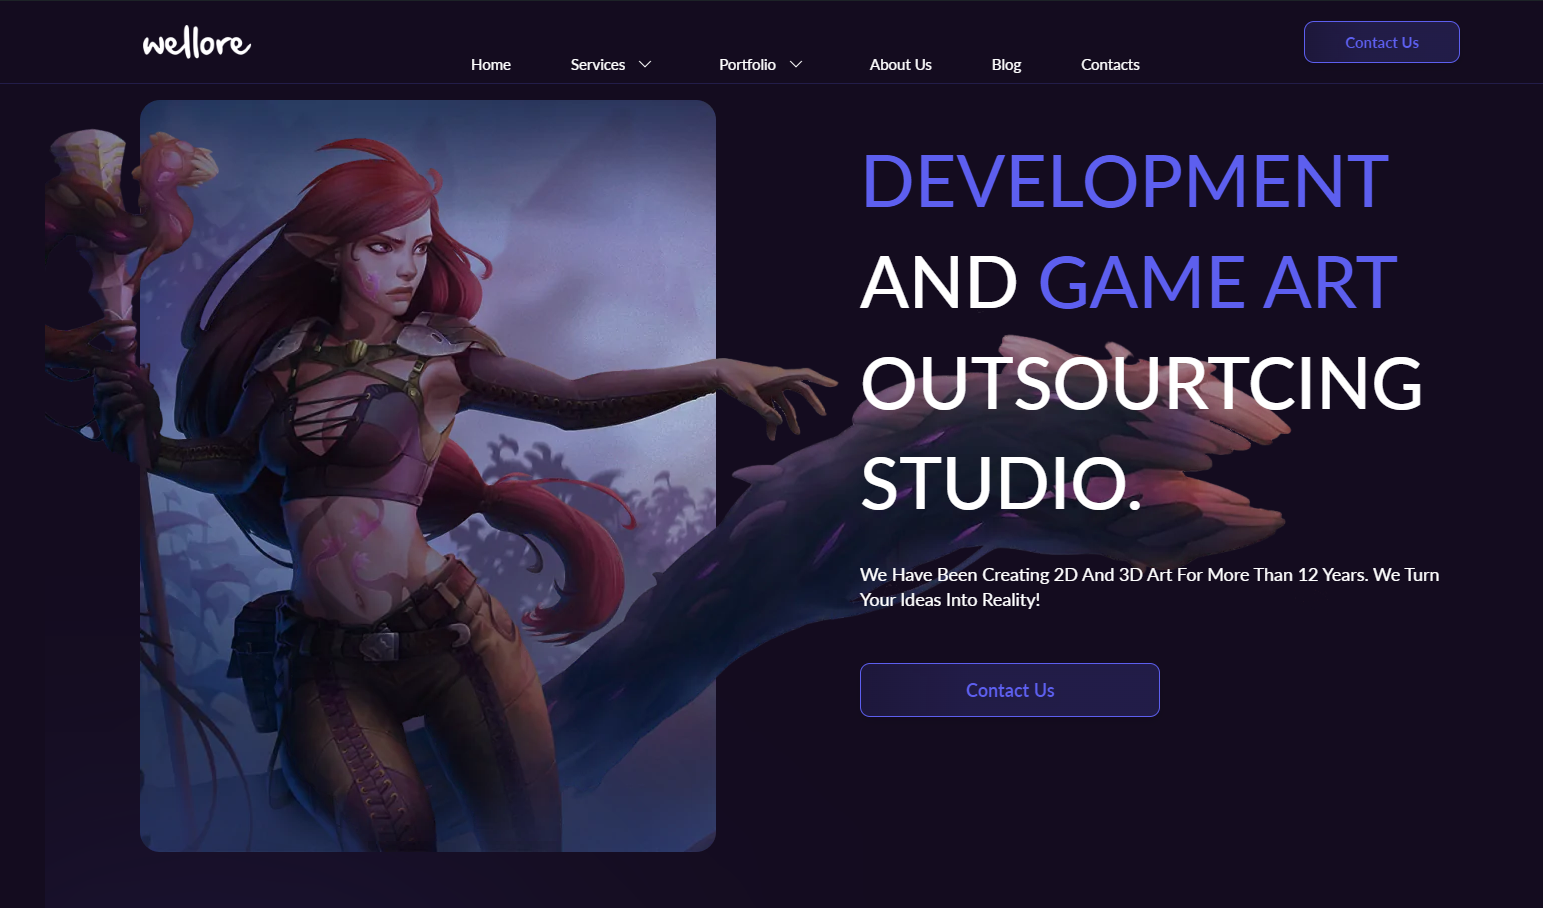 wellore
Home Services Portfolio About Us Blog Contacts
Contact Us
DEVELOPMENT
AND GAME ART
OUTSOURTCING
STUDIO.
We Have Been Creating 2D And 3D Art For More Than 12 Years. We Turn
Your Ideas Into Reality!
Contact Us